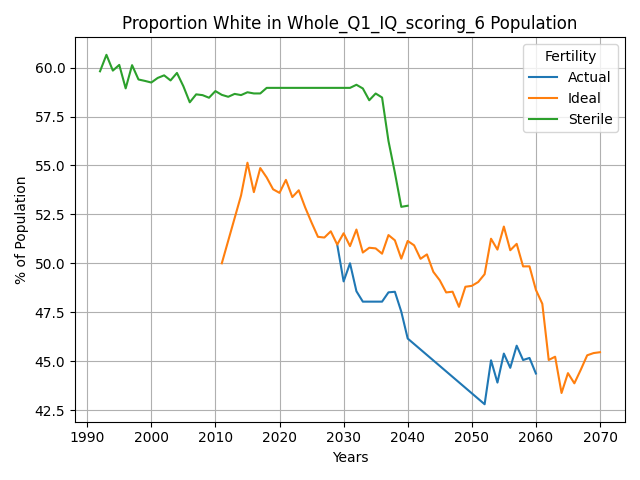 Proportion White in Whole_Q1_IQ_scoring_6 Population
Fertility
Actual
Ideal
Sterile
% of Population
60.0
57.5
55.0
52.5
50.0
47.5
45.0
42.5
1990 2000 2010 2020 2030 2040 2050 2060 2070
Years